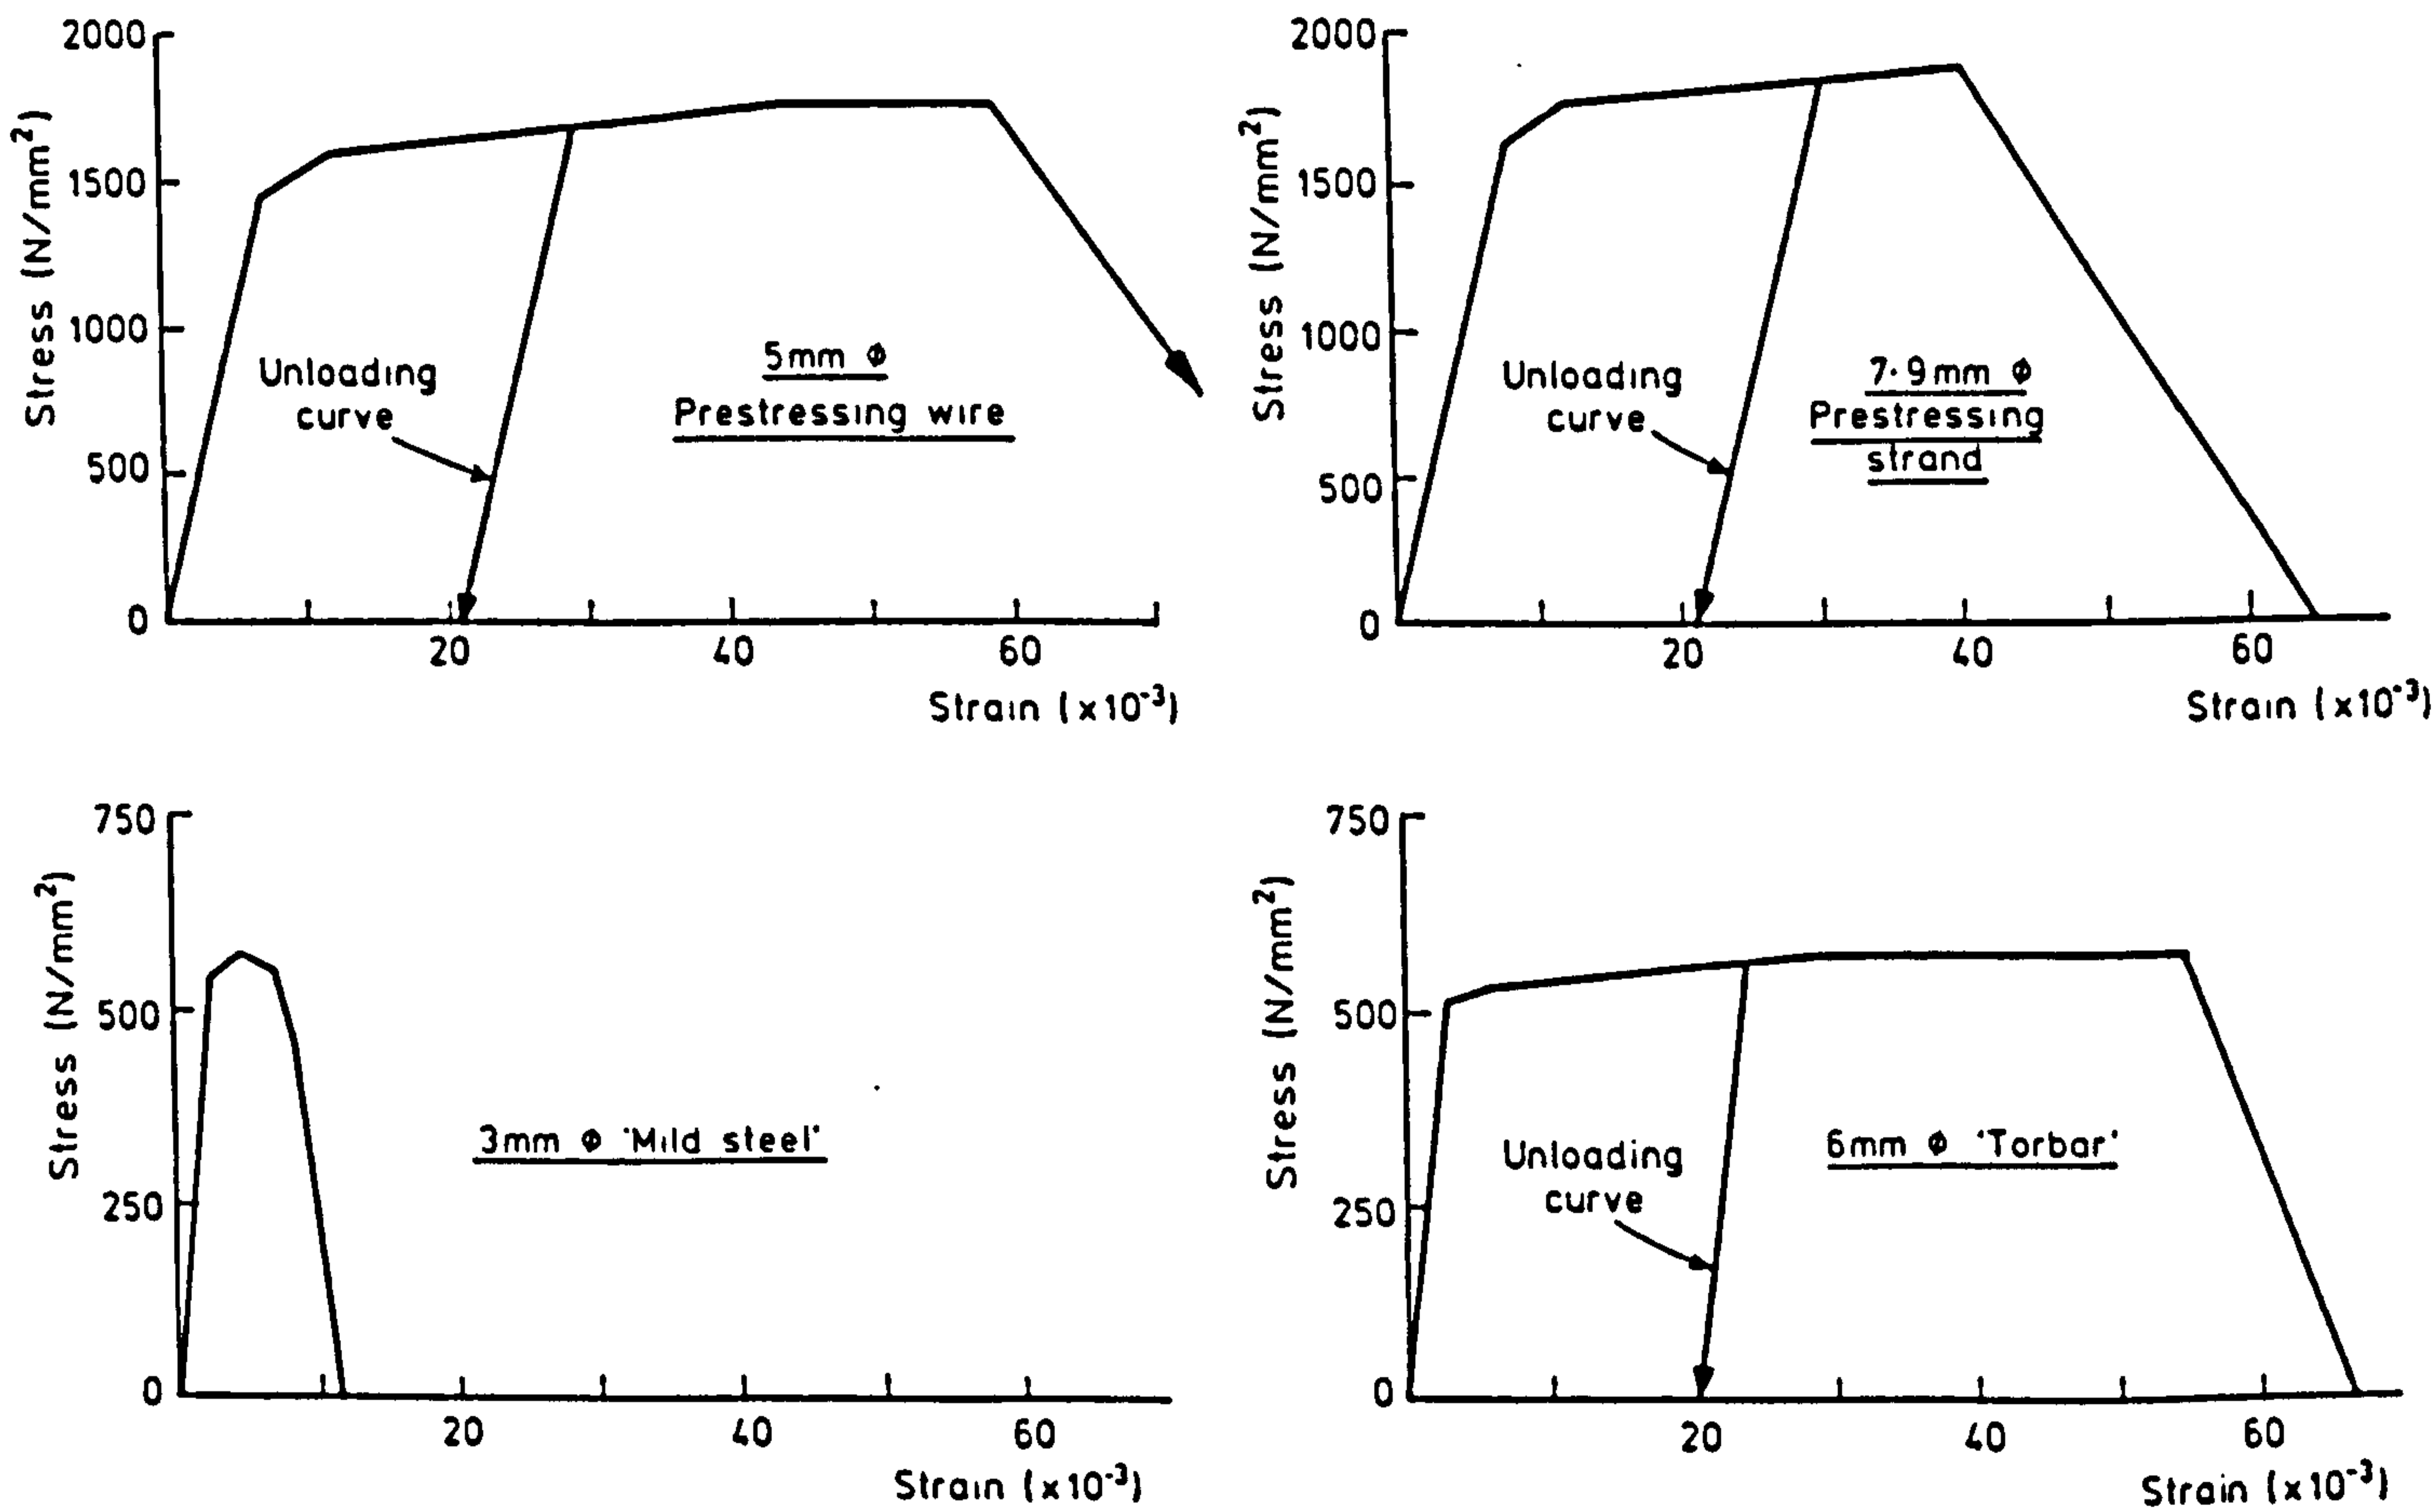 2000
1500
1000
500
0
Stress (N/mm²)
Unloading
curve
5mm ɸ
Prestressing wire
20 40 60
Strain (x10⁻³)
2000
1500
1000
500
0
Stress (N/mm²)
Unloading
curve
7·9mm ɸ
Prestressing
strand
20 40 60
Strain (x10⁻³)
750
500
250
0
Stress (N/mm²)
3mm ɸ 'Mild steel'
20 40 60
Strain (x10⁻³)
750
500
250
0
Stress (N/mm²)
Unloading
curve
6mm ɸ 'Torbar'
20 40 60
Strain (x10⁻³)